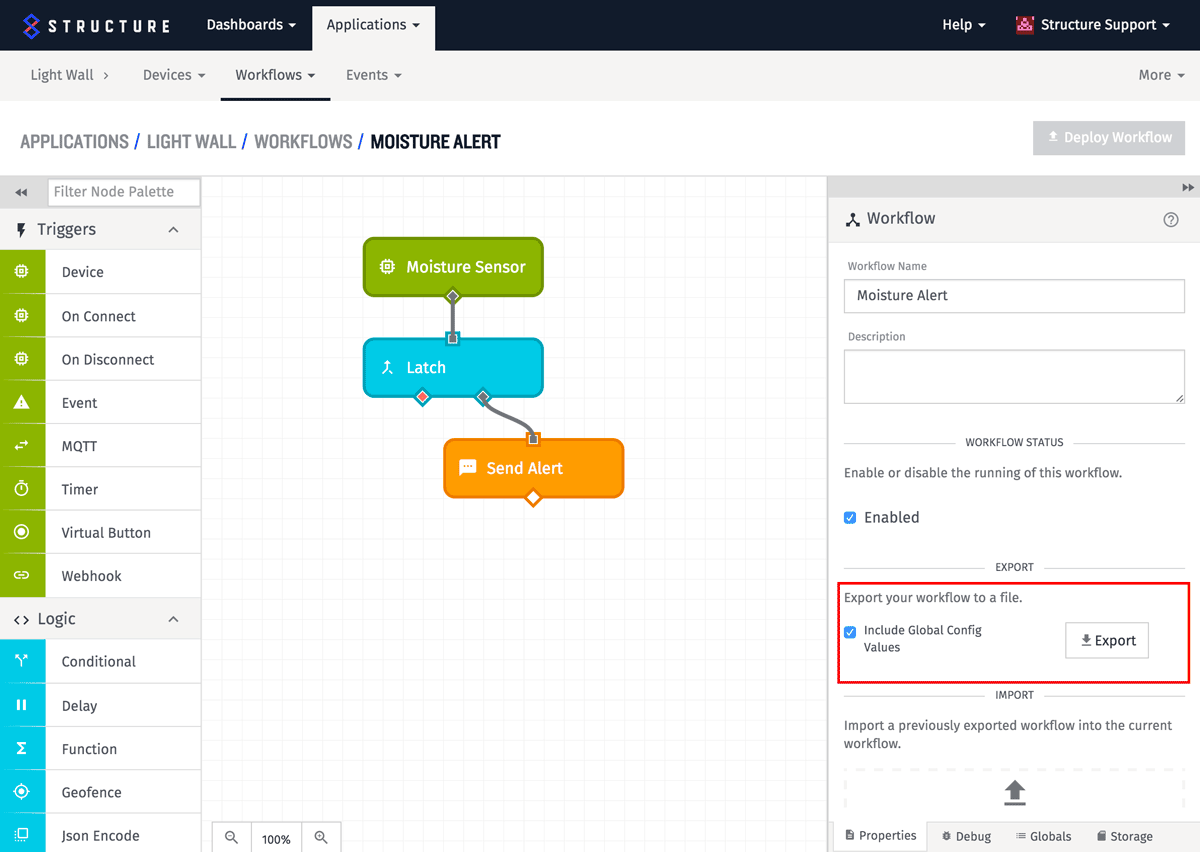 STRUCTURE
Dashboards
Applications
Help
Structure Support
Light Wall
Devices
Workflows
Events
More
APPLICATIONS / LIGHT WALL / WORKFLOWS / MOISTURE ALERT
Deploy Workflow
Filter Node Palette
Triggers
Device
On Connect
On Disconnect
Event
MQTT
Timer
Virtual Button
Webhook
Logic
Conditional
Delay
Function
Geofence
Json Encode
Moisture Sensor
Latch
Send Alert
100%
Workflow
Workflow Name
Moisture Alert
Description
WORKFLOW STATUS
Enable or disable the running of this workflow.
Enabled
EXPORT
Export your workflow to a file.
Include Global Config
Values
Export
IMPORT
Import a previously exported workflow into the current
workflow.
Properties
Debug
Globals
Storage